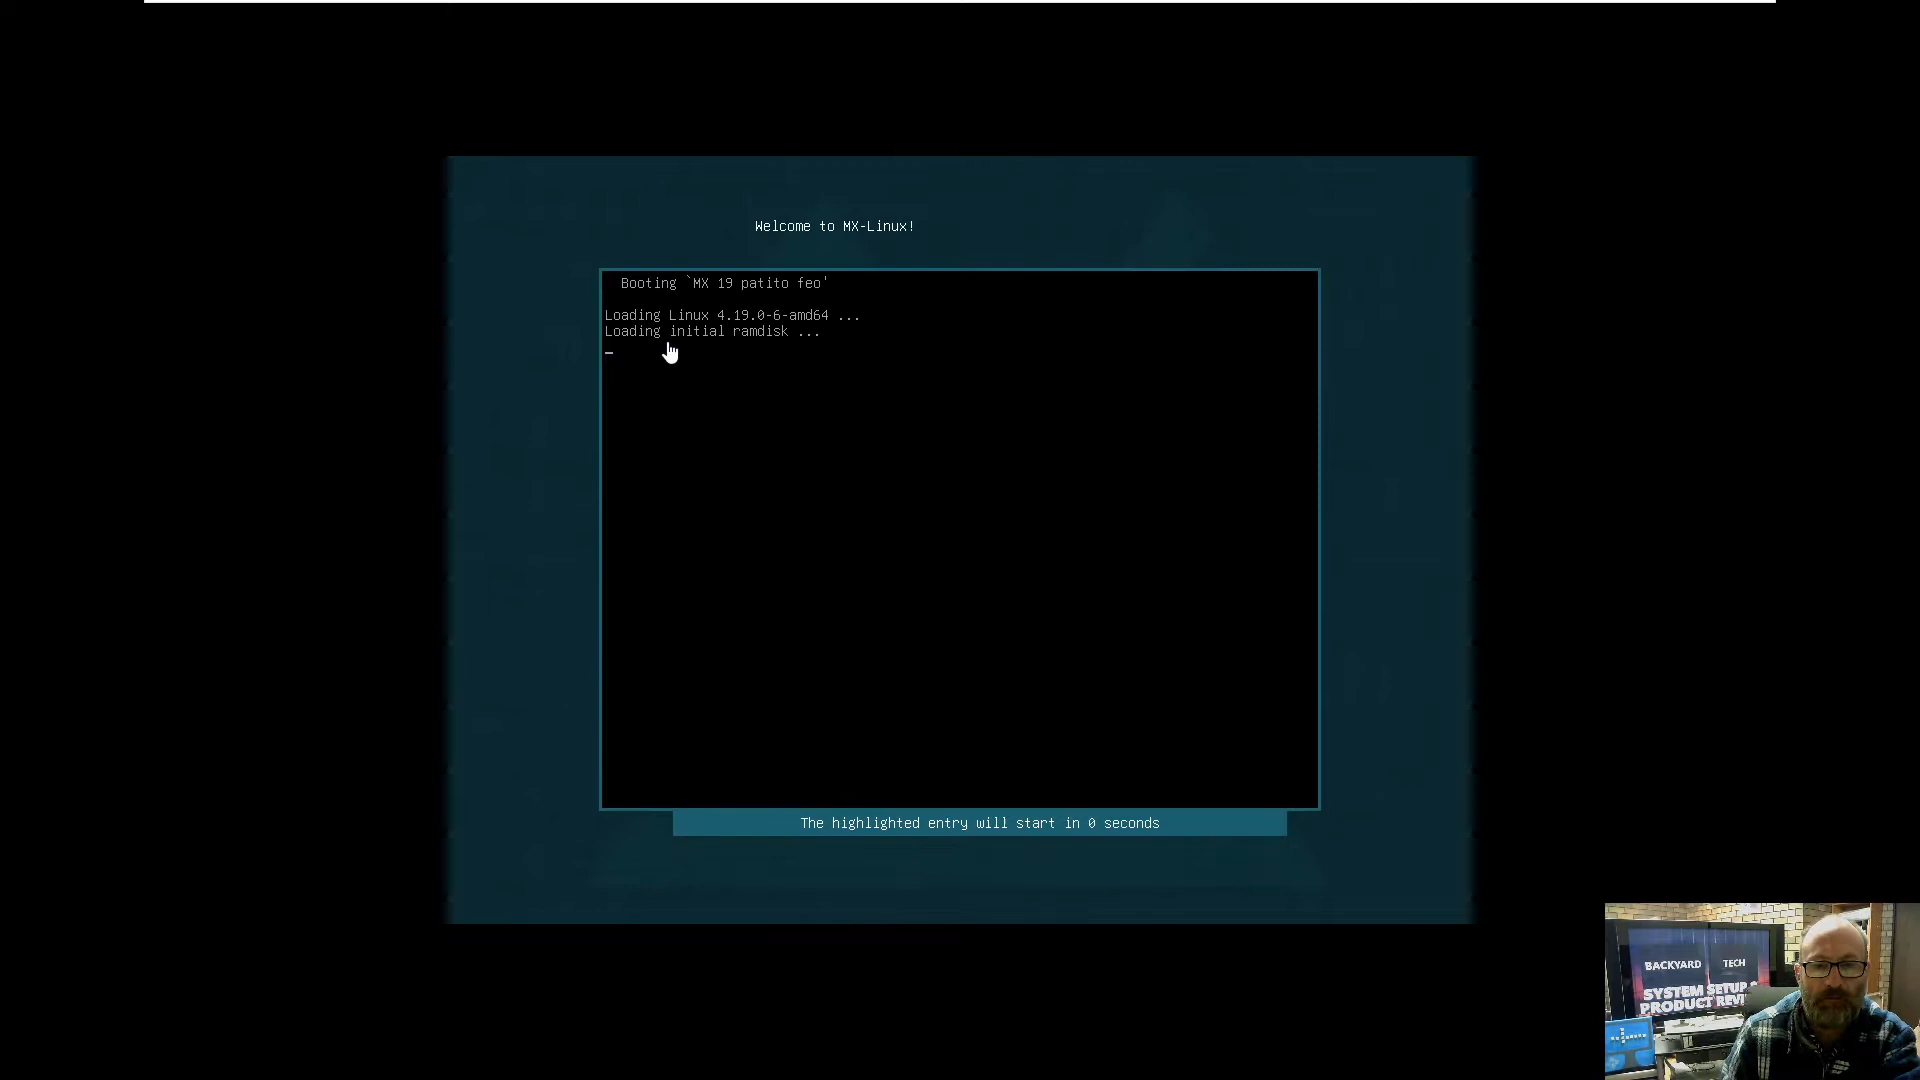 Welcome to MX-Linux!
Booting `MX 19 patito feo'
Loading Linux 4.19.0-6-amd64 ...
Loading initial ramdisk ...
_
The highlighted entry will start in 0 seconds
BACKYARD TECH
SYSTEM SETUP &
PRODUCT